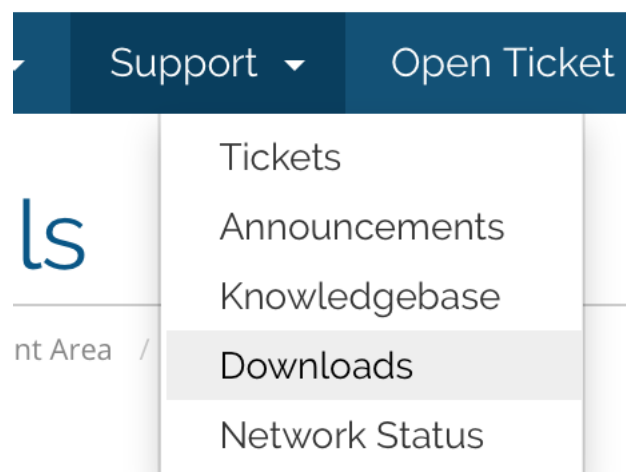 Support Open Ticket
Tickets
ls
Announcements
Knowledgebase
nt Area /
Downloads
Network Status